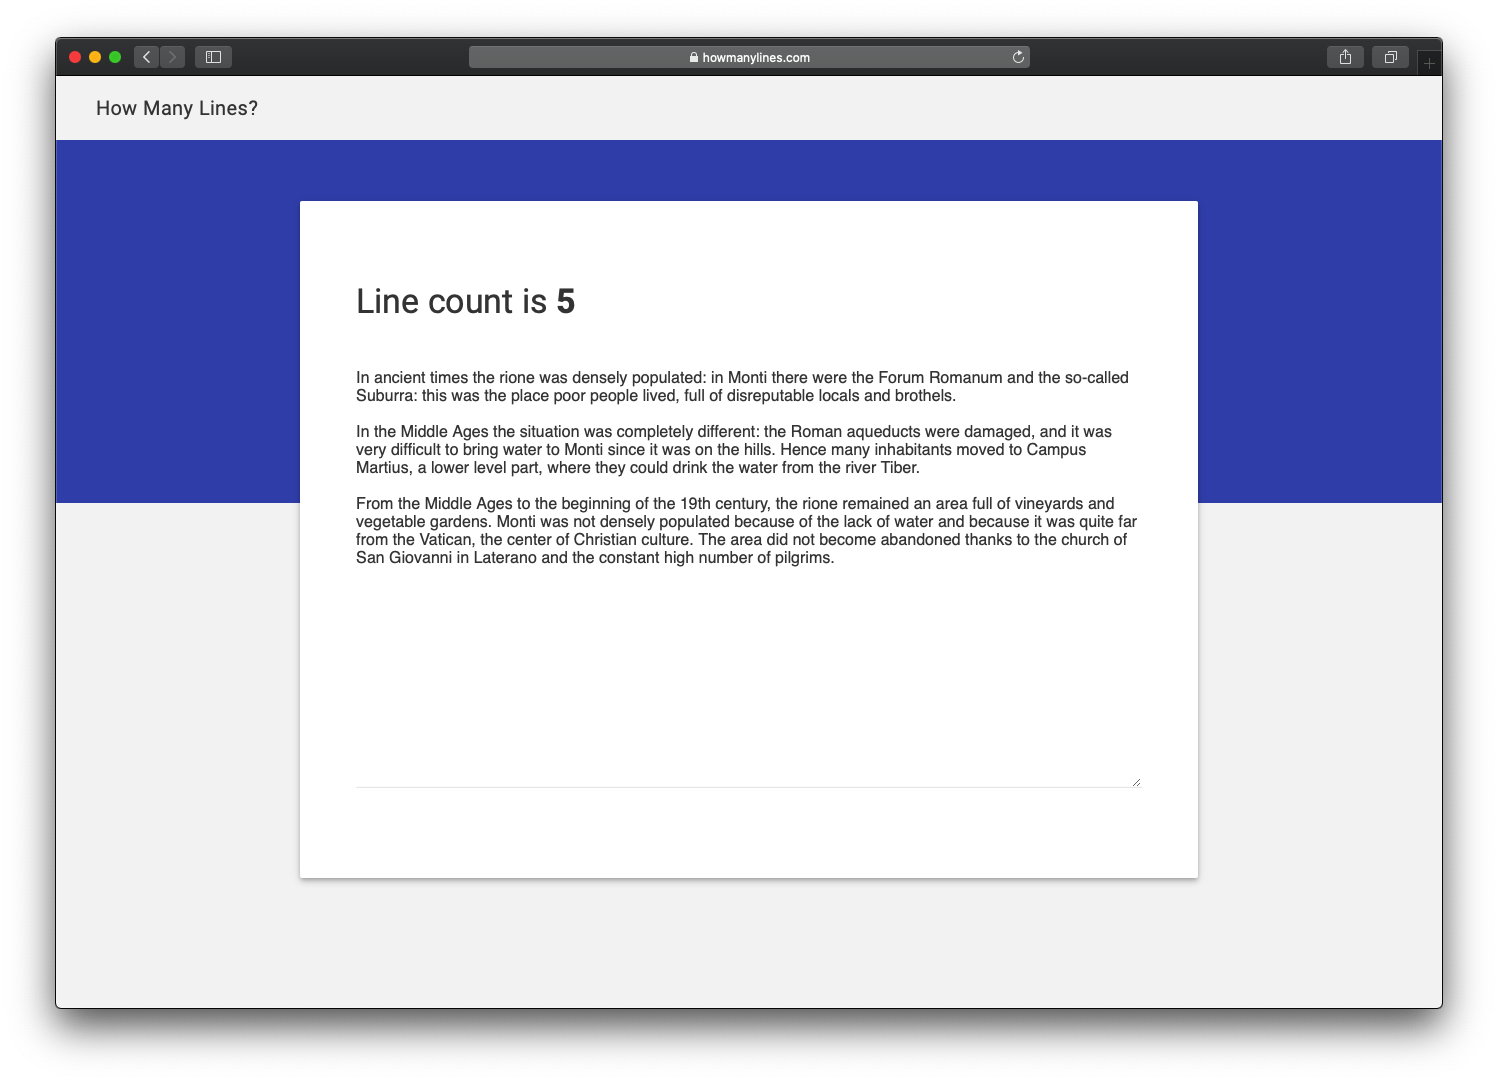 howmanylines.com
How Many Lines?
Line count is 5
In ancient times the rione was densely populated: in Monti there were the Forum Romanum and the so-called
Suburra: this was the place poor people lived, full of disreputable locals and brothels.
In the Middle Ages the situation was completely different: the Roman aqueducts were damaged, and it was
very difficult to bring water to Monti since it was on the hills. Hence many inhabitants moved to Campus
Martius, a lower level part, where they could drink the water from the river Tiber.
From the Middle Ages to the beginning of the 19th century, the rione remained an area full of vineyards and
vegetable gardens. Monti was not densely populated because of the lack of water and because it was quite far
from the Vatican, the center of Christian culture. The area did not become abandoned thanks to the church of
San Giovanni in Laterano and the constant high number of pilgrims.